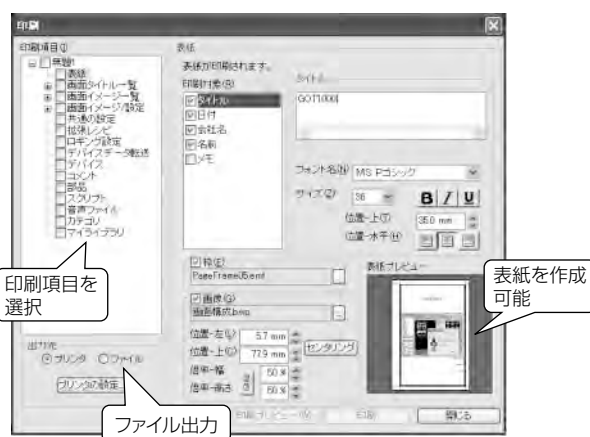 印刷
印刷項目(I)
無題1
表紙
画面タイトル一覧
画面イメージ一覧
画面イメージ/設定
共通の設定
拡張レシピ
ロギング設定
デバイスデータ転送
デバイス
コメント
部品
スクリプト
音声ファイル
カテゴリ
マイライブラリ
印刷項目を
選択
出力先
プリンタ ファイル
プリンタの設定...
ファイル出力
表紙
表紙が印刷されます。
印刷対象(B)
タイトル
日付
会社名
名前
メモ
タイトル
GOT1000
フォント名(N) MS Pゴシック
サイズ(Z) 36 B I U
位置-上(T) 35.0 mm
位置-水平(H)
枠(E)
PageFrame05.emf
画像(G)
画面構成.bmp
位置-左(L) 5.7 mm
位置-上(O) 77.9 mm
センタリング
倍率-幅 50 %
倍率-高さ 50 %
表紙プレビュー
表紙を作成
可能
印刷プレビュー(V) 印刷 閉じる